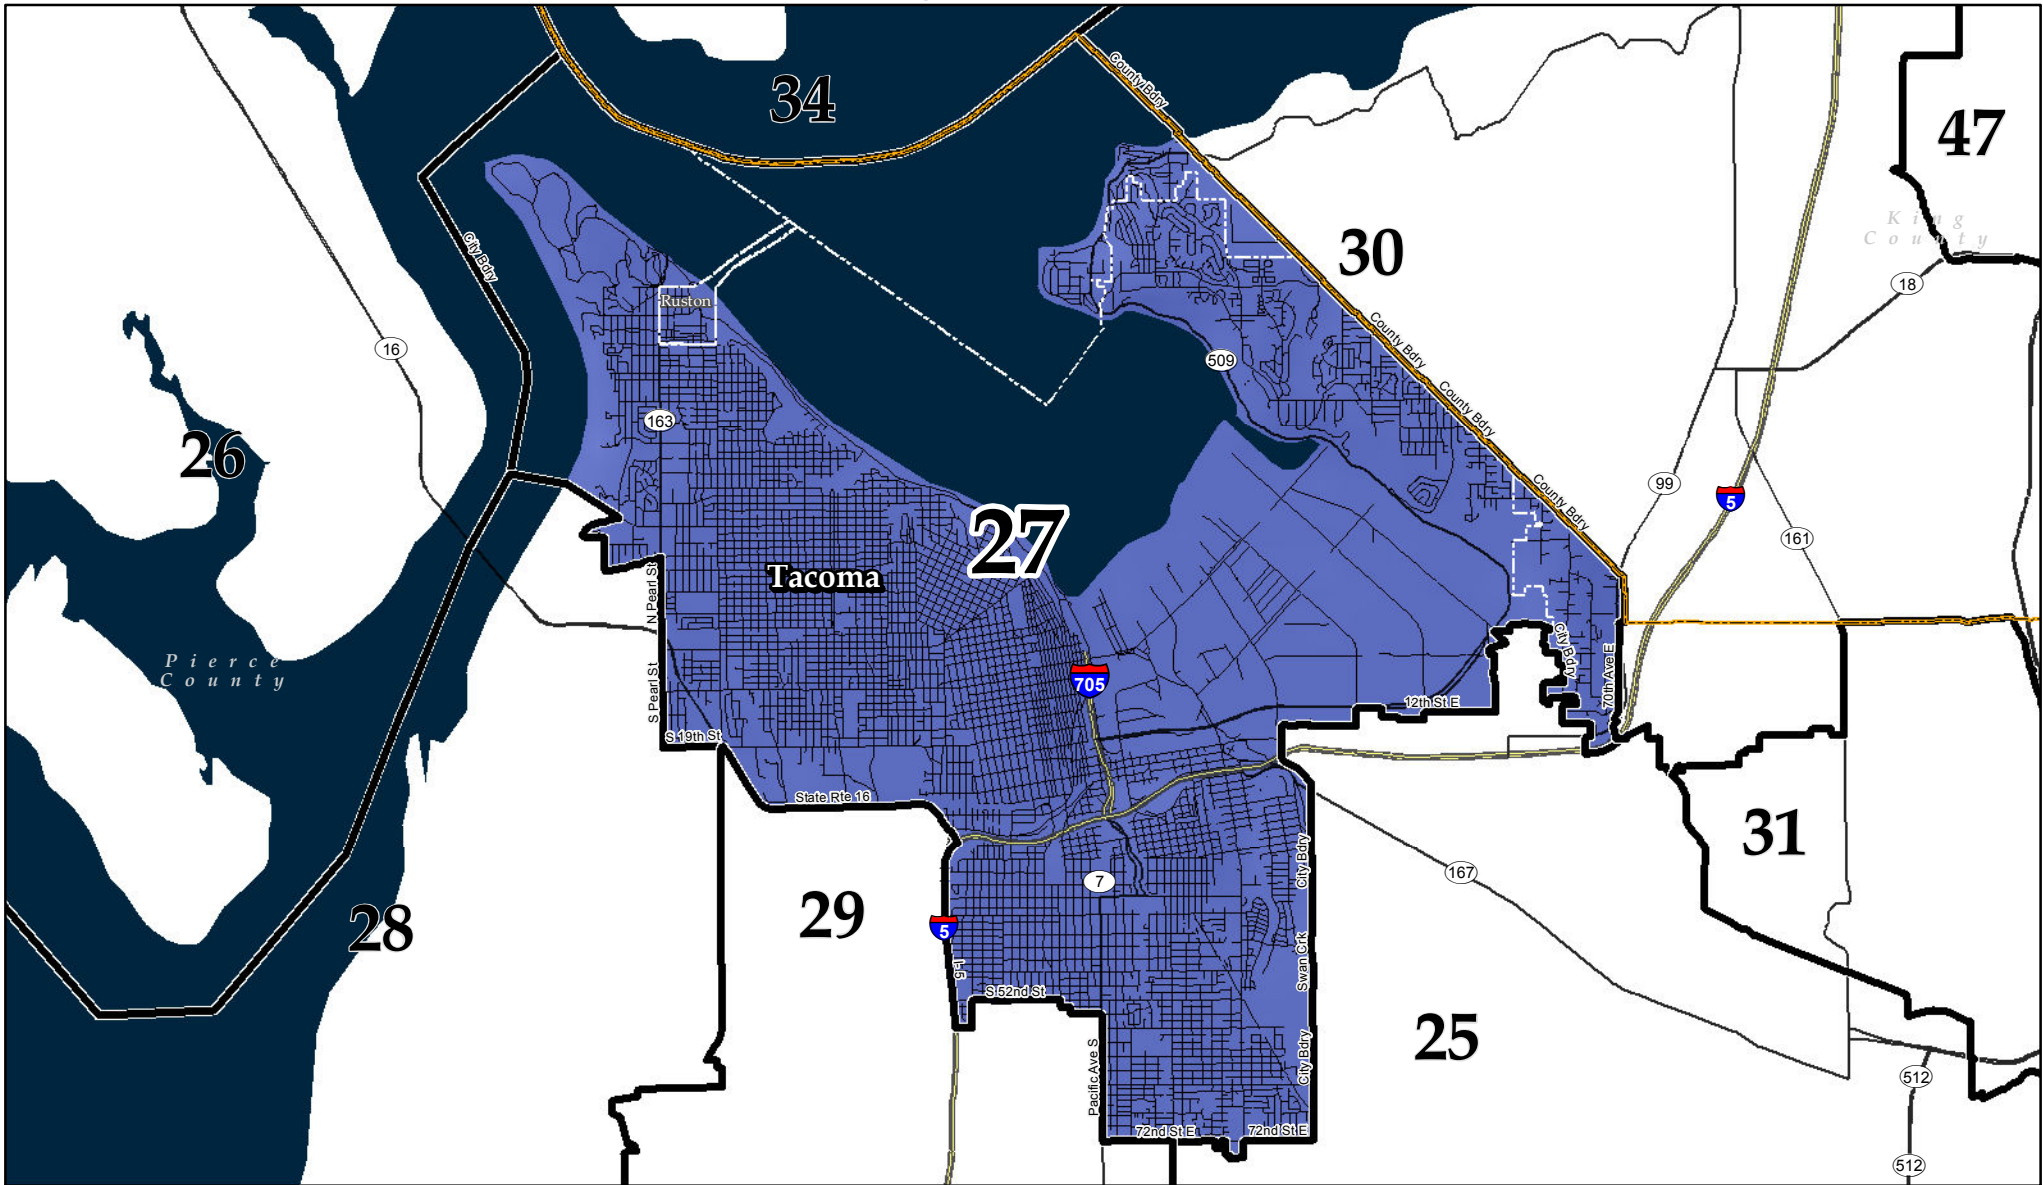 34
County Bdry
47
King
County
30
City Bdry
18
Ruston
16
509
County Bdry
163
County Bdry
26
99
5
County Bdry
161
27
Tacoma
N Pearl St
Pierce
County
City Bdry
70th Ave E
705
S Pearl St
12th St E
S 19th St
State Rte 16
31
City Bdry
167
7
29
28
5
I-5
Swan Crk
S 52nd St
25
City Bdry
Pacific Ave S
512
72nd St E
72nd St E
512